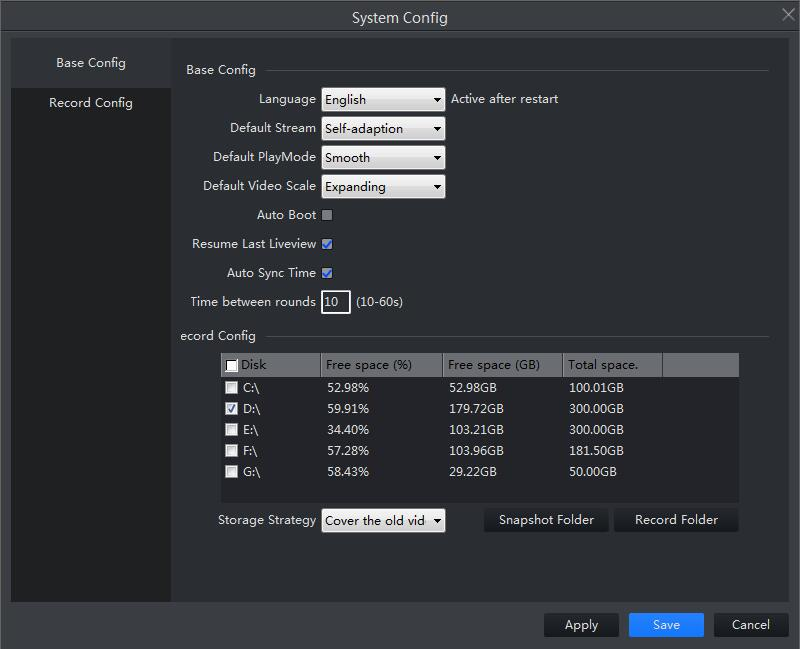 System Config
Base Config
Record Config
Base Config
Language English Active after restart
Default Stream Self-adaption
Default PlayMode Smooth
Default Video Scale Expanding
Auto Boot
Resume Last Liveview
Auto Sync Time
Time between rounds 10 (10-60s)
ecord Config
Disk Free space (%) Free space (GB) Total space.
C:\ 52.98% 52.98GB 100.01GB
D:\ 59.91% 179.72GB 300.00GB
E:\ 34.40% 103.21GB 300.00GB
F:\ 57.28% 103.96GB 181.50GB
G:\ 58.43% 29.22GB 50.00GB
Storage Strategy Cover the old vid Snapshot Folder Record Folder
Apply Save Cancel